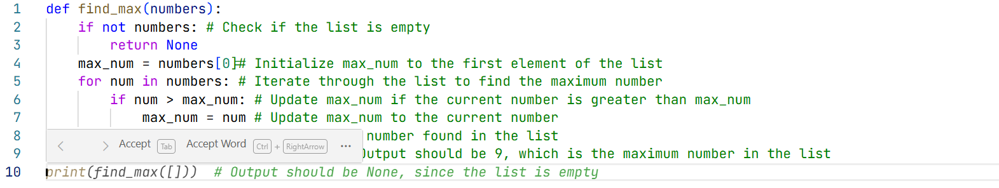 1 def find_max(numbers):
2 if not numbers: # Check if the list is empty
3 return None
4 max_num = numbers[0]# Initialize max_num to the first element of the list
5 for num in numbers: # Iterate through the list to find the maximum number
6 if num > max_num: # Update max_num if the current number is greater than max_num
7 max_num = num # Update max_num to the current number
8 number found in the list
Accept Tab Accept Word Ctrl + RightArrow ...
9 Output should be 9, which is the maximum number in the list
10 print(find_max([])) # Output should be None, since the list is empty